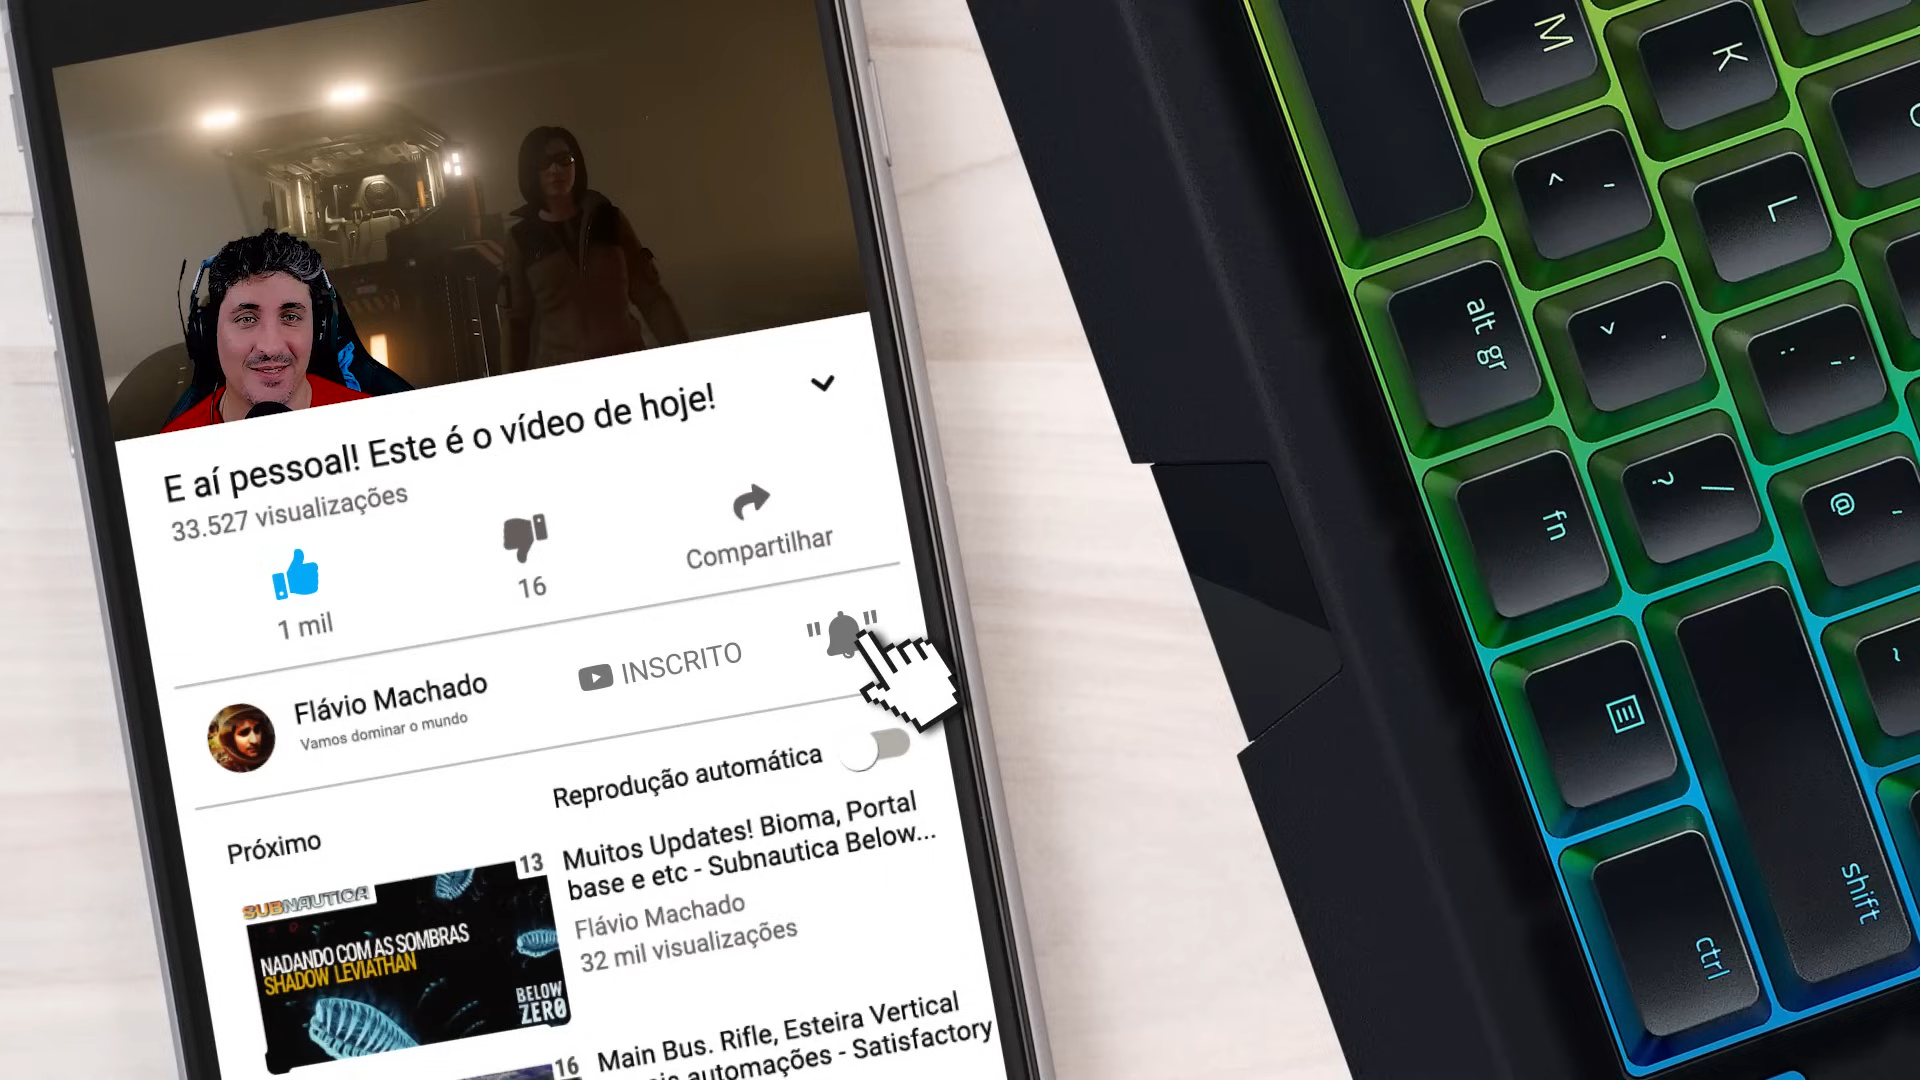 E aí pessoal! Este é o vídeo de hoje!
33.527 visualizações
1 mil
16
Compartilhar
Flávio Machado
Vamos dominar o mundo
INSCRITO
Reprodução automática
Próximo
13
SUBNAUTICA
NADANDO COM AS SOMBRAS
SHADOW LEVIATHAN
BELOW
ZERO
Muitos Updates! Bioma, Portal
base e etc - Subnautica Below...
Flávio Machado
32 mil visualizações
16
Main Bus. Rifle, Esteira Vertical
automações - Satisfactory
M
K
L
alt gr
fn
? /
@
shift
ctrl